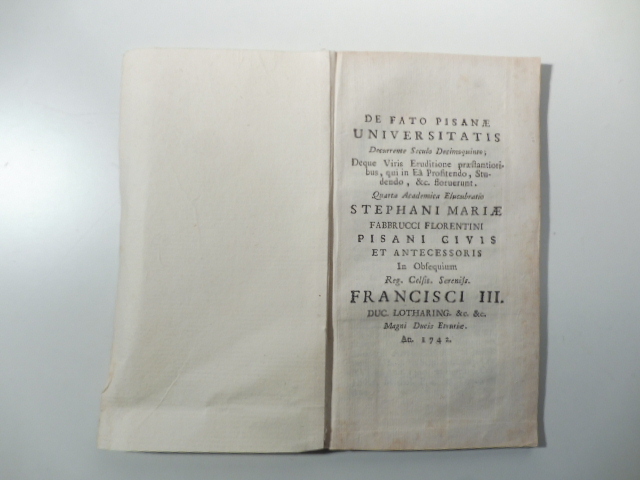 DE FATO PISANÆ
UNIVERSITATIS
Decurrente Seculo Decimoquinto;
Deque Viris Eruditione præstantiori-
bus, qui in Eâ Profitendo, Stu-
dendo, &c. floruerunt.
Quarta Academica Elucubratio
STEPHANI MARIÆ
FABBRUCCI FLORENTINI
PISANI CIVIS
ET ANTECESSORIS
In Obsequium
Reg. Celsit. Sereniss.
FRANCISCI III.
DUC. LOTHARING. &c. &c.
Magni Ducis Etruriæ.
An. 1742.